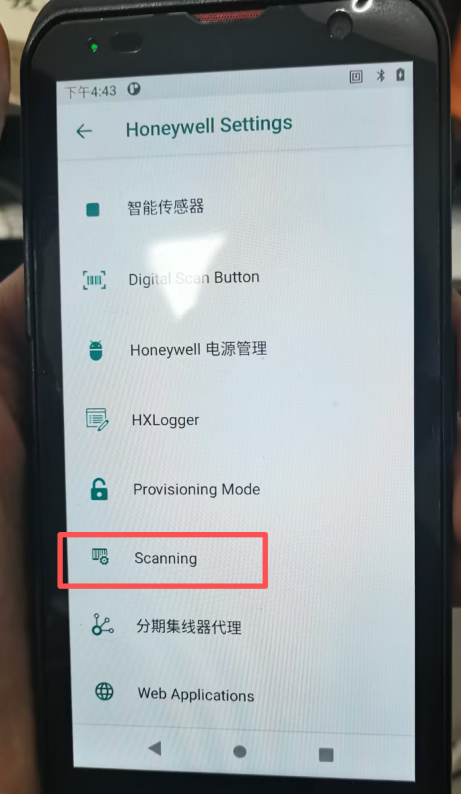 下午4:43
Honeywell Settings
智能传感器
Digital Scan Button
Honeywell 电源管理
HXLogger
Provisioning Mode
Scanning
分期集线器代理
Web Applications